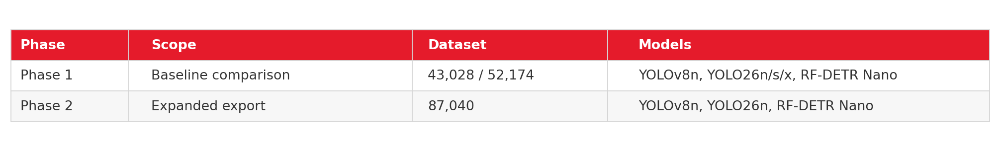 Phase Scope Dataset Models
Phase 1 Baseline comparison 43,028 / 52,174 YOLOv8n, YOLO26n/s/x, RF-DETR Nano
Phase 2 Expanded export 87,040 YOLOv8n, YOLO26n, RF-DETR Nano